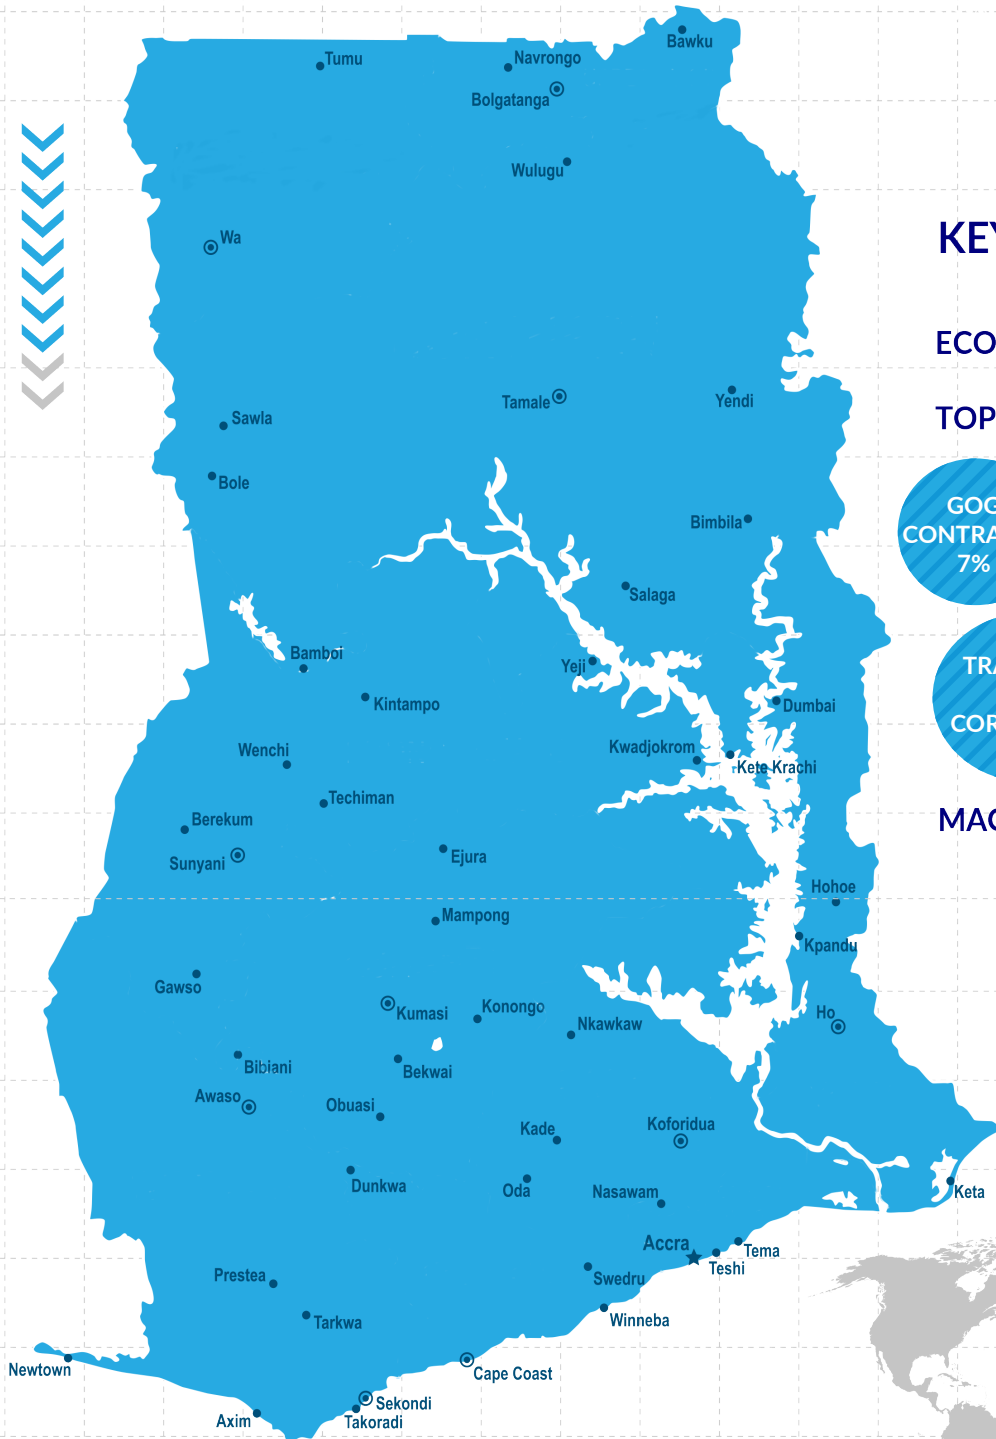 Bawku
Tumu
Navrongo
Bolgatanga
Wulugu
Wa
KEY
ECO
Tamale
Yendi
TOP
Sawla
Bole
GOG
CONTRA
7%
Bimbila
Salaga
Bamboi
Yeji
TRA
Kintampo
Dumbai
COR
Wenchi
Kwadjokrom
Kete Krachi
Techiman
Berekum
MAC
Sunyani
Ejura
Hohoe
Mampong
Kpandu
Gawso
Kumasi
Konongo
Ho
Nkawkaw
Bibiani
Bekwai
Awaso
Obuasi
Kade
Koforidua
Dunkwa
Oda
Nasawam
Keta
Accra
Tema
Teshi
Prestea
Swedru
Tarkwa
Winneba
Newtown
Cape Coast
Sekondi
Axim
Takoradi